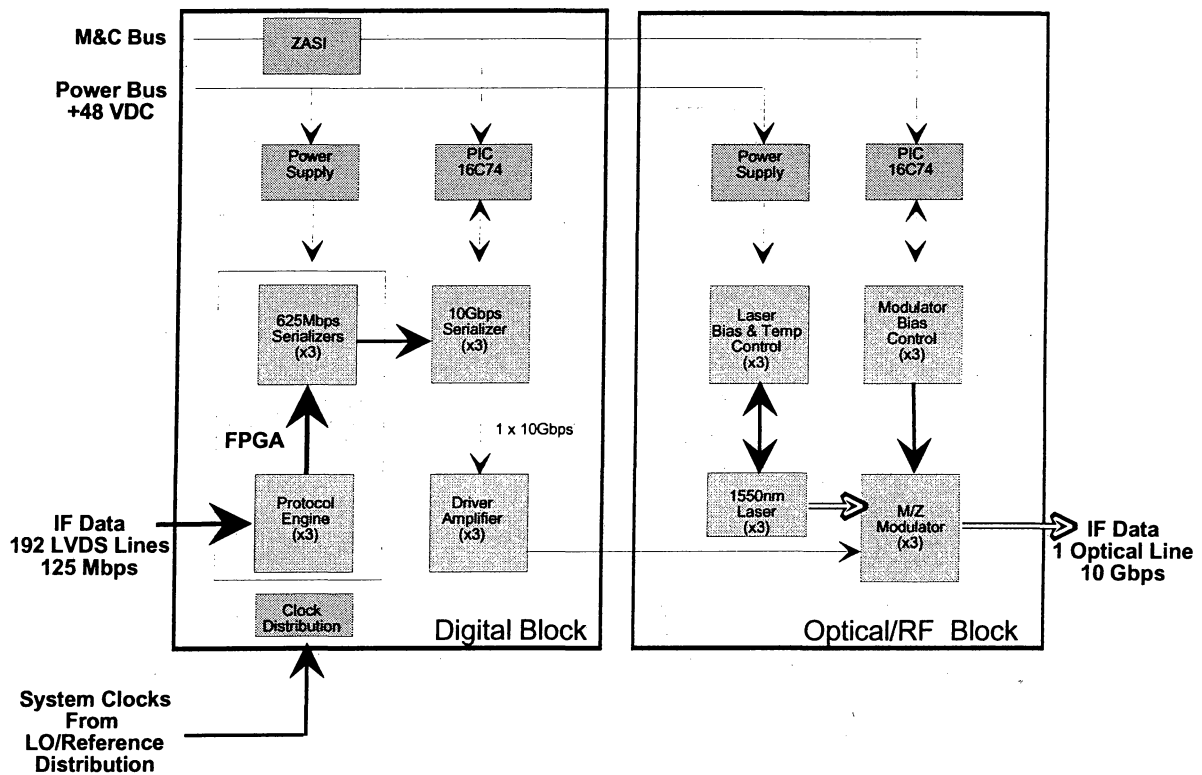 M&C Bus
ZASI
Power Bus
+48 VDC
Power
Supply
PIC
16C74
Power
Supply
PIC
16C74
625Mbps
Serializers
(x3)
10Gbps
Serializer
(x3)
Laser
Bias & Temp
Control
(x3)
Modulator
Bias
Control
(x3)
FPGA
1 x 10Gbps
IF Data
192 LVDS Lines
125 Mbps
Protocol
Engine
(x3)
Driver
Amplifier
(x3)
1550nm
Laser
(x3)
M/Z
Modulator
(x3)
IF Data
1 Optical Line
10 Gbps
Clock
Distribution
Digital Block
Optical/RF Block
System Clocks
From
LO/Reference
Distribution